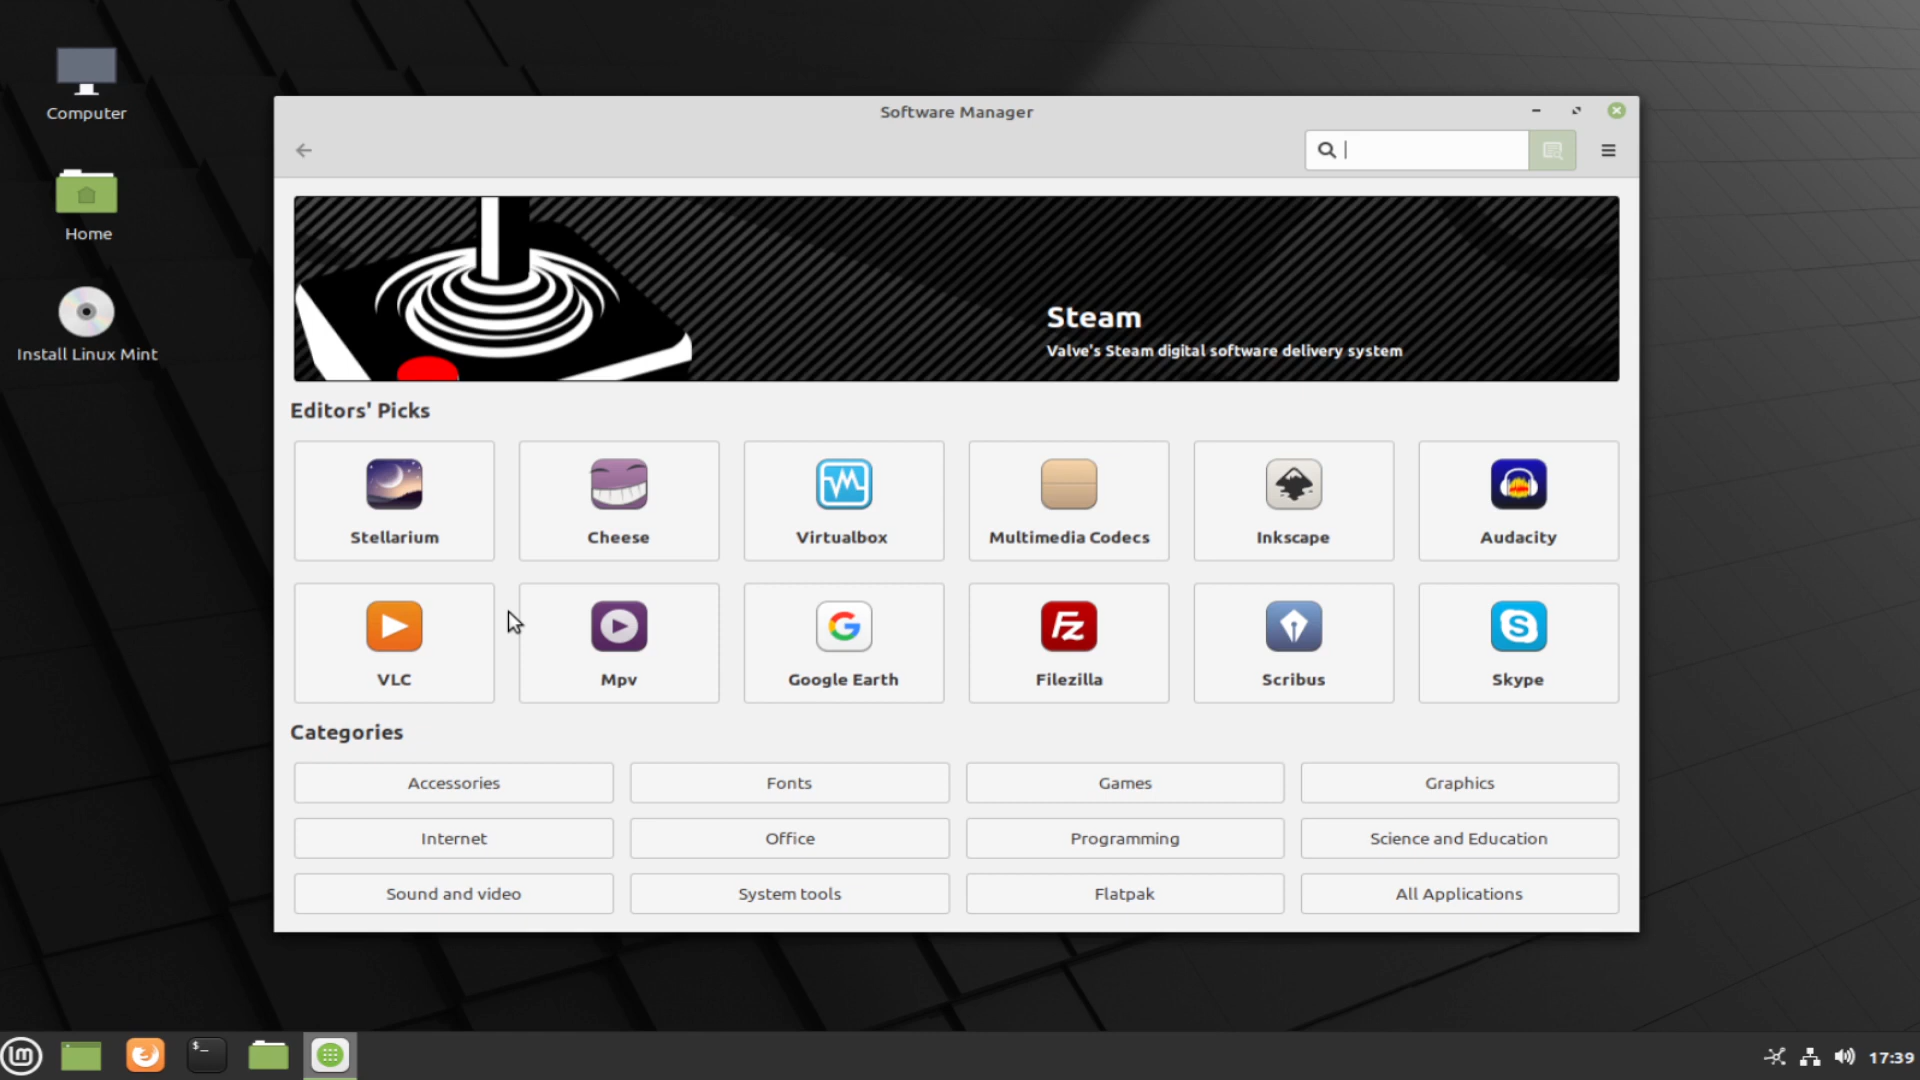 Computer
Home
Install Linux Mint
Software Manager
Steam
Valve's Steam digital software delivery system
Editors' Picks
Stellarium
Cheese
Virtualbox
Multimedia Codecs
Inkscape
Audacity
VLC
Mpv
Google Earth
Filezilla
Scribus
Skype
Categories
Accessories
Fonts
Games
Graphics
Internet
Office
Programming
Science and Education
Sound and video
System tools
Flatpak
All Applications
$_
17:39